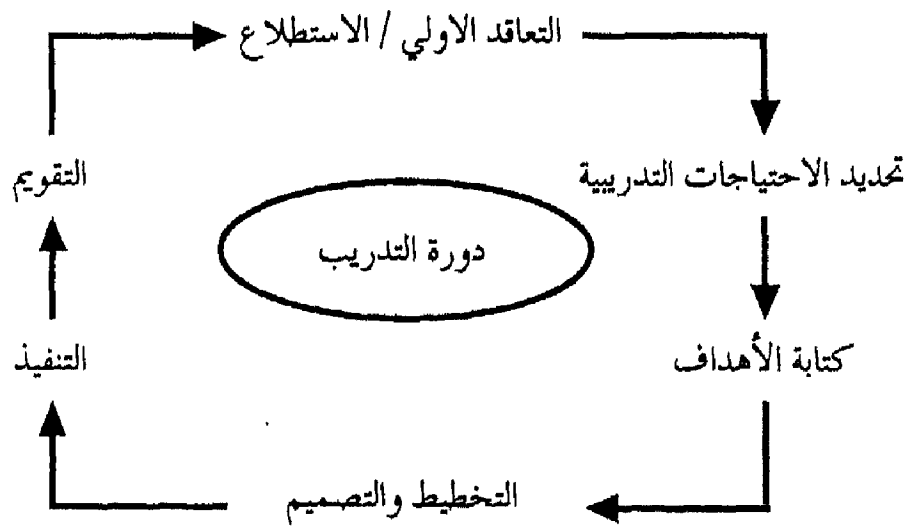 التعاقد الاولي / الاستطلاع
التقويم
تحديد الاحتياجات التدريبية
دورة التدريب
التنفيذ
كتابة الأهداف
التخطيط والتصميم